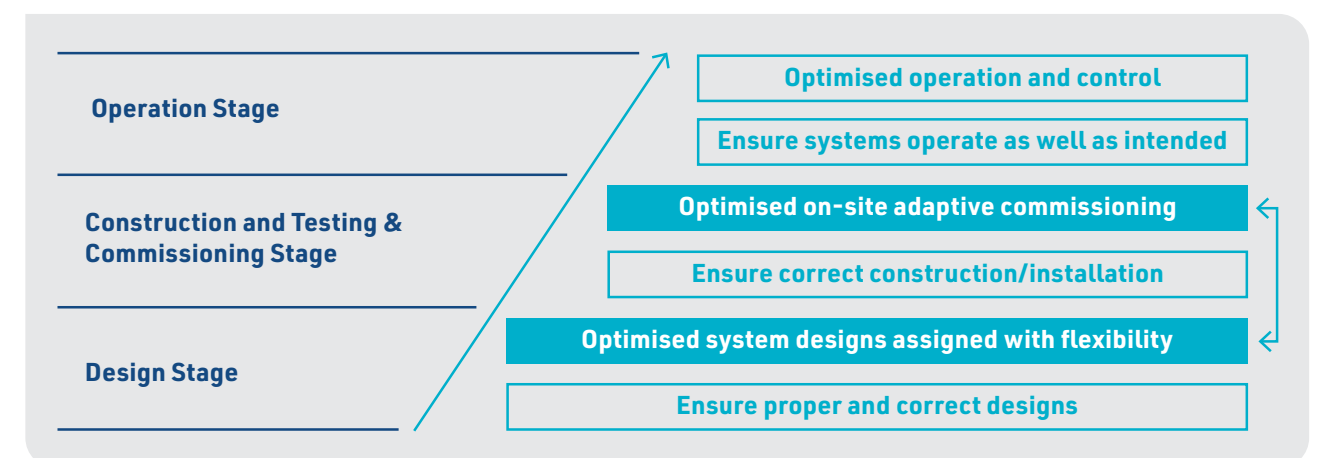 Operation Stage
Optimised operation and control
Ensure systems operate as well as intended
Construction and Testing &
Commissioning Stage
Optimised on-site adaptive commissioning
Ensure correct construction/installation
Design Stage
Optimised system designs assigned with flexibility
Ensure proper and correct designs